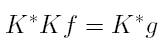 K*Kf = K*g